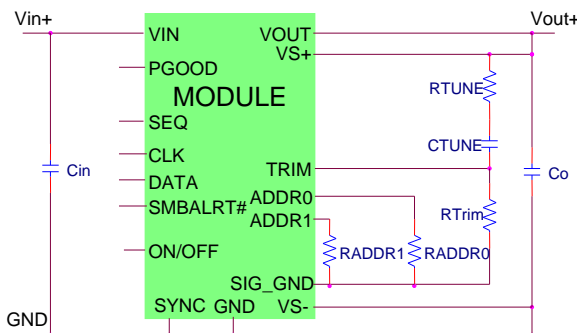 Vin+
Vout+
VIN
VOUT
VS+
PGOOD
RTUNE
MODULE
SEQ
CTUNE
CLK
TRIM
Cin
Co
DATA
ADDR0
SMBALRT#
ADDR1
RTrim
ON/OFF
RADDR1
RADDR0
SIG_GND
SYNC
GND
VS-
GND